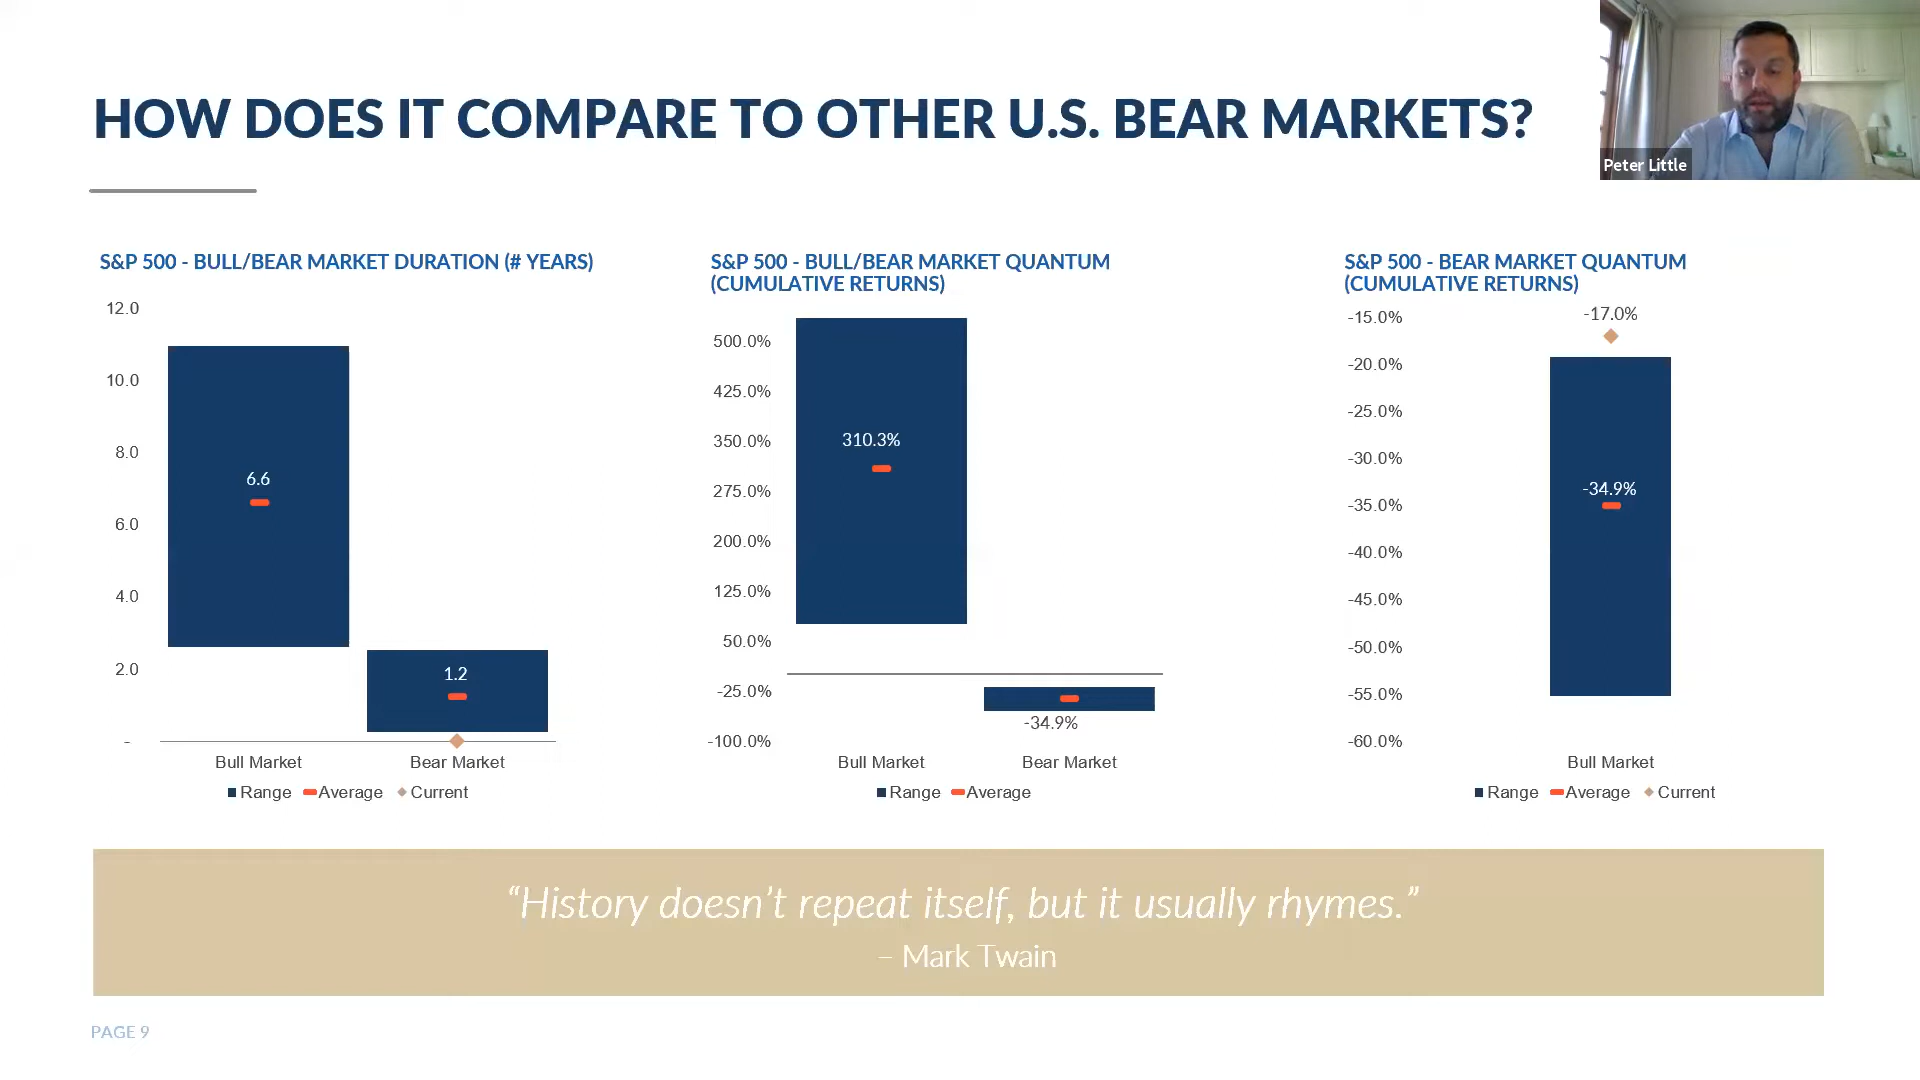 HOW DOES IT COMPARE TO OTHER U.S. BEAR MARKETS?
Peter Little
S&P 500 - BULL/BEAR MARKET DURATION (# YEARS)
12.0
10.0
8.0
6.0
4.0
2.0
-
6.6
1.2
Bull Market
Bear Market
Range
Average
Current
S&P 500 - BULL/BEAR MARKET QUANTUM
(CUMULATIVE RETURNS)
500.0%
425.0%
350.0%
275.0%
200.0%
125.0%
50.0%
-25.0%
-100.0%
310.3%
-34.9%
Bull Market
Bear Market
Range
Average
S&P 500 - BEAR MARKET QUANTUM
(CUMULATIVE RETURNS)
-15.0%
-20.0%
-25.0%
-30.0%
-35.0%
-40.0%
-45.0%
-50.0%
-55.0%
-60.0%
-17.0%
-34.9%
Bull Market
Range
Average
Current
“History doesn’t repeat itself, but it usually rhymes.”
– Mark Twain
PAGE 9